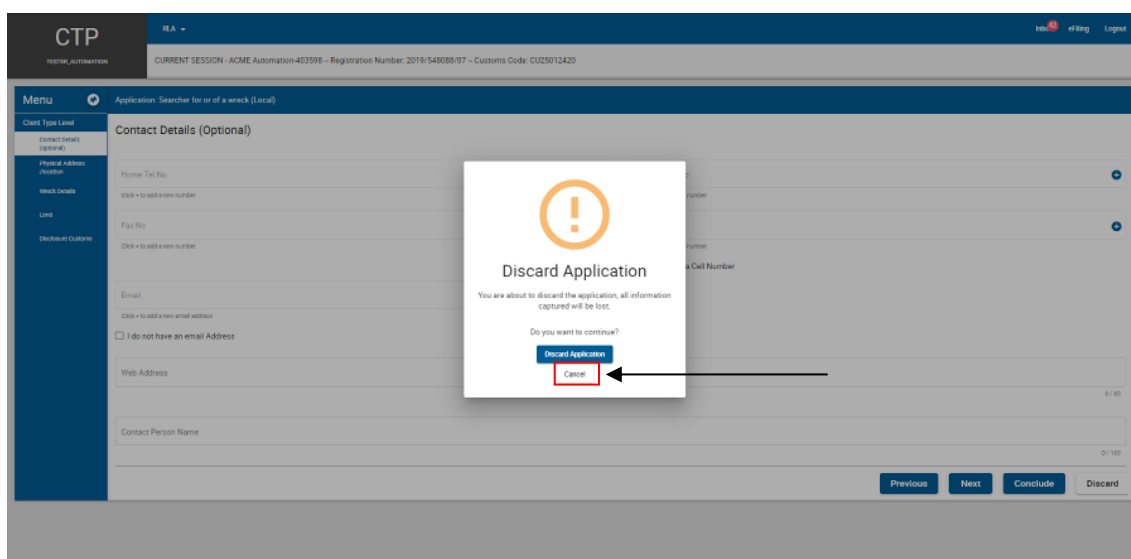 CTP
RLA
42
eFiling
Logout
TESTER_AUTOMATION
CURRENT SESSION - ACME Automation-403598 – Registration Number: 2019/548088/07 – Customs Code: CU25012420
Menu
Application: Searcher for or of a wreck (Local)
Client Type Level
Contact Details (optional)
Physical Address /location
Wreck Details
Limit
Disclosure Customs
Contact Details (Optional)
Home Tel No
Click + to add a new number
number
Fax No
Click + to add a new number
number
a Cell Number
Email
Click + to add a new email address
I do not have an email Address
Web Address
Contact Person Name
0 / 100
Discard Application
You are about to discard the application, all information
captured will be lost.
Do you want to continue?
Discard Application
Cancel
Previous
Next
Conclude
Discard